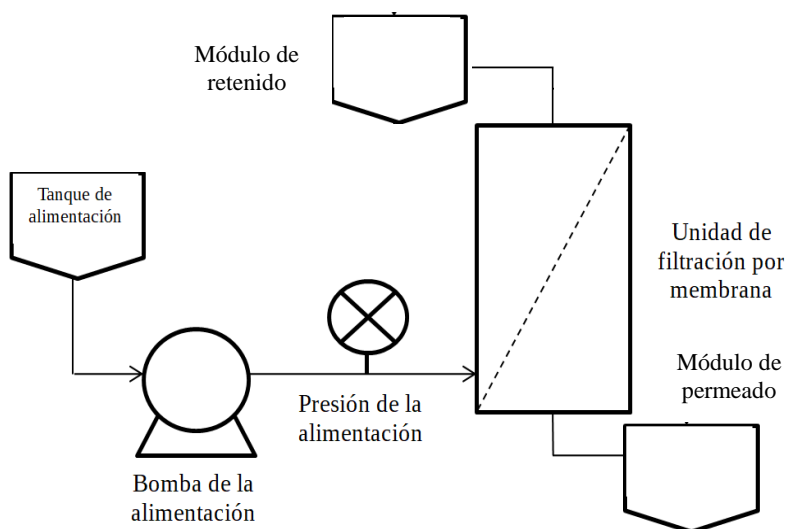 Módulo de
retenido
Tanque de
alimentación
Unidad de
filtración por
membrana
Módulo de
permeado
Presión de la
alimentación
Bomba de la
alimentación